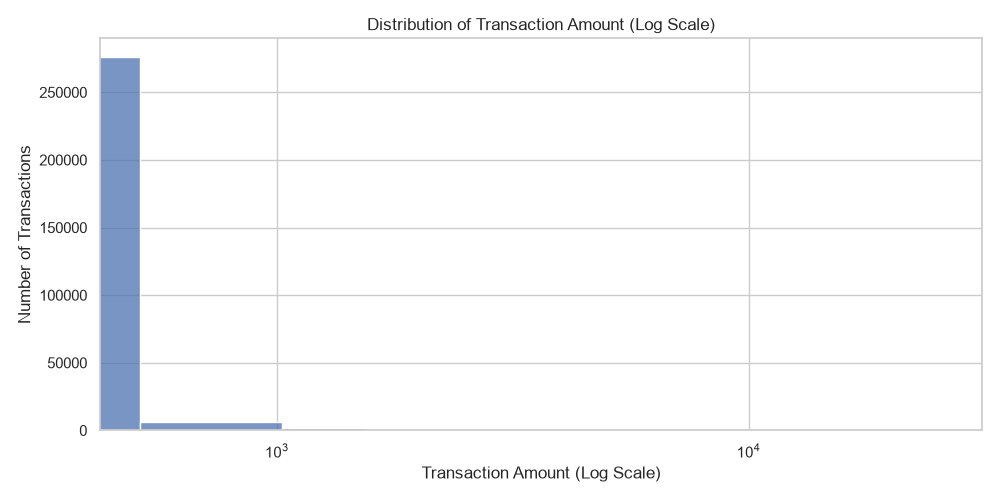 Distribution of Transaction Amount (Log Scale)
Number of Transactions
250000
200000
150000
100000
50000
0
10³
10⁴
Transaction Amount (Log Scale)